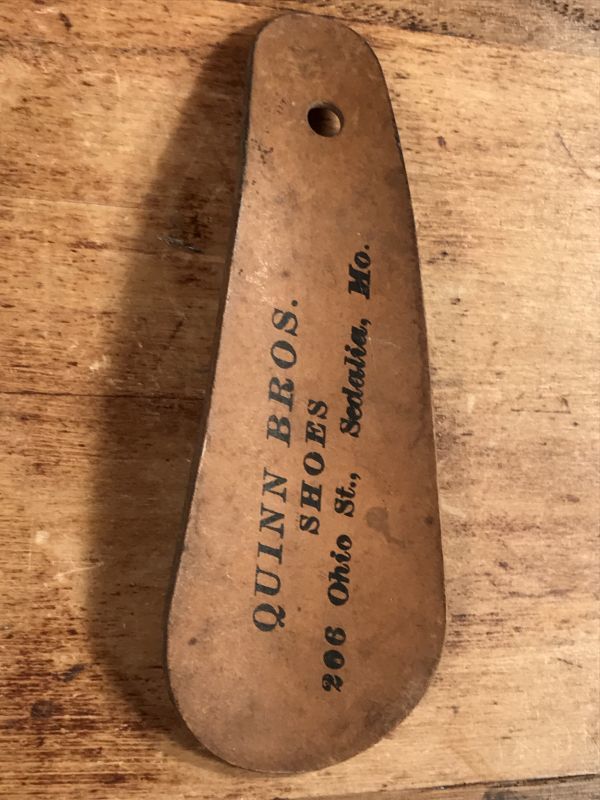 QUINN BROS.
SHOES
206 Ohio St., Sedalia, Mo.